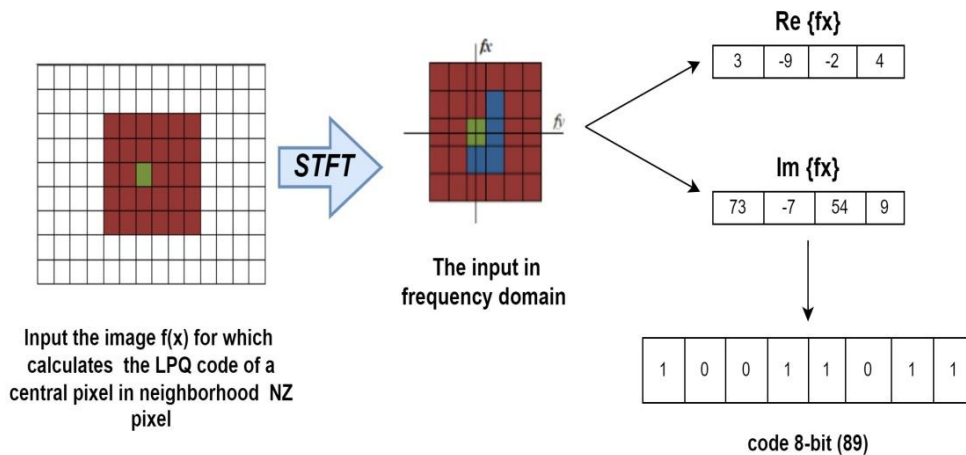 Re {fx}
3 -9 -2 4
fx
fy
STFT
Im {fx}
73 -7 54 9
The input in
frequency domain
Input the image f(x) for which
calculates the LPQ code of a
central pixel in neighborhood NZ
pixel
1 0 0 1 1 0 1 1
code 8-bit (89)